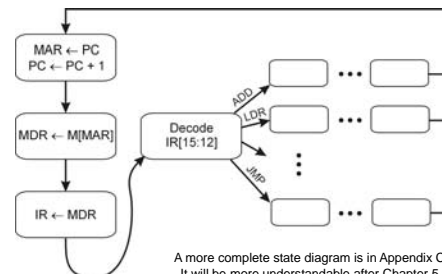 MAR ← PC
PC ← PC + 1
MDR ← M[MAR]
IR ← MDR
Decode
IR[15:12]
ADD
LDR
JMP
A more complete state diagram is in Appendix C
It will be more understandable after Chapter 5